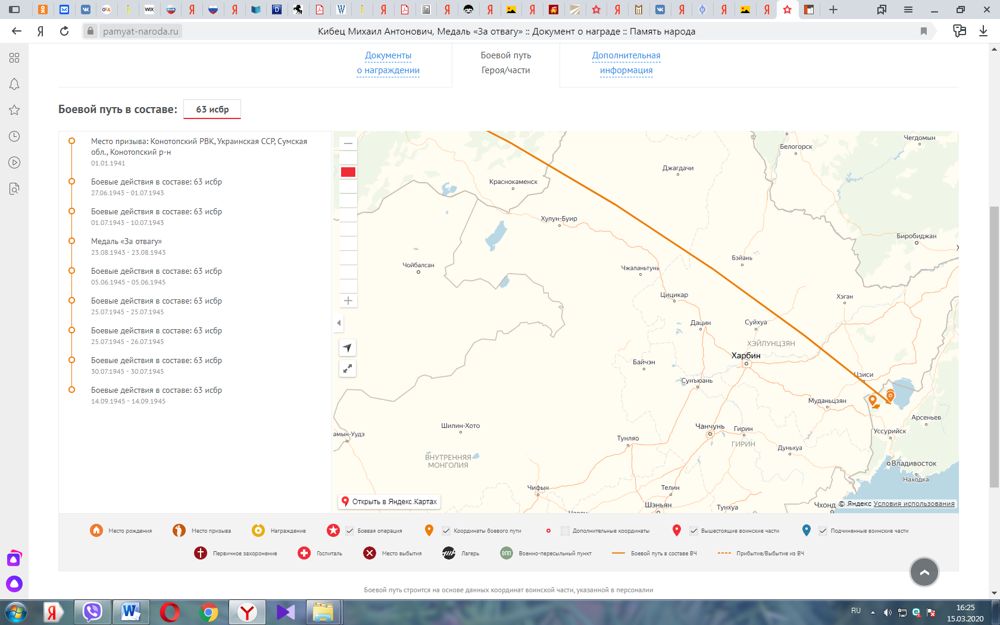 pamyat-naroda.ru
Кибец Михаил Антонович, Медаль «За отвагу» :: Документ о награде :: Память народа
Документы
о награждении
Боевой путь
Героя/части
Дополнительная
информация
Боевой путь в составе:
63 исбр
Место призыва: Конотопский РВК, Украинская ССР, Сумская
обл., Конотопский р-н
01.01.1941
Боевые действия в составе: 63 исбр
27.06.1943 - 01.07.1943
Боевые действия в составе: 63 исбр
01.07.1943 - 10.07.1943
Медаль «За отвагу»
23.08.1943 - 23.08.1943
Боевые действия в составе: 63 исбр
05.06.1945 - 05.06.1945
Боевые действия в составе: 63 исбр
25.07.1945 - 25.07.1945
Боевые действия в составе: 63 исбр
25.07.1945 - 26.07.1945
Боевые действия в составе: 63 исбр
30.07.1945 - 30.07.1945
Боевые действия в составе: 63 исбр
14.09.1945 - 14.09.1945
Чегдомын
Белогорск
Джагдачи
Краснокаменск
Хулун-Буир
Биробиджан
Бэйань
Чойбалсан
Чжаланьтунь
Цицикар
Хэган
Дацин
Суйхуа
ХЭЙЛУНЦЗЯН
Харбин
Байчэн
Цзиси
Сунъюань
Муданьцзян
Арсеньев
Шилин-Хото
Чанчунь
Гирин
Уссурийск
амын-Уудэ
Тунляо
ГИРИН
Дуньхуа
ВНУТРЕННЯЯ
МОНГОЛИЯ
Владивосток
Находка
Чифын
Телин
Шэньян
Тунхуа
Чхонд
Открыть в Яндекс.Картах
© Яндекс Условия использования
Место рождения
Место призыва
Награждение
Боевая операция
Координаты боевого пути
Дополнительные координаты
Вышестоящие воинские части
Подчиненные воинские части
Первичное захоронение
Госпиталь
Место выбытия
Лагерь
ВПП
Военно-пересыльный пункт
Боевой путь в составе ВЧ
Прибытие/Выбытие из ВЧ
Боевой путь строится на основе данных координат воинской части, указанной в персоналии
RU
16:25
15.03.2020